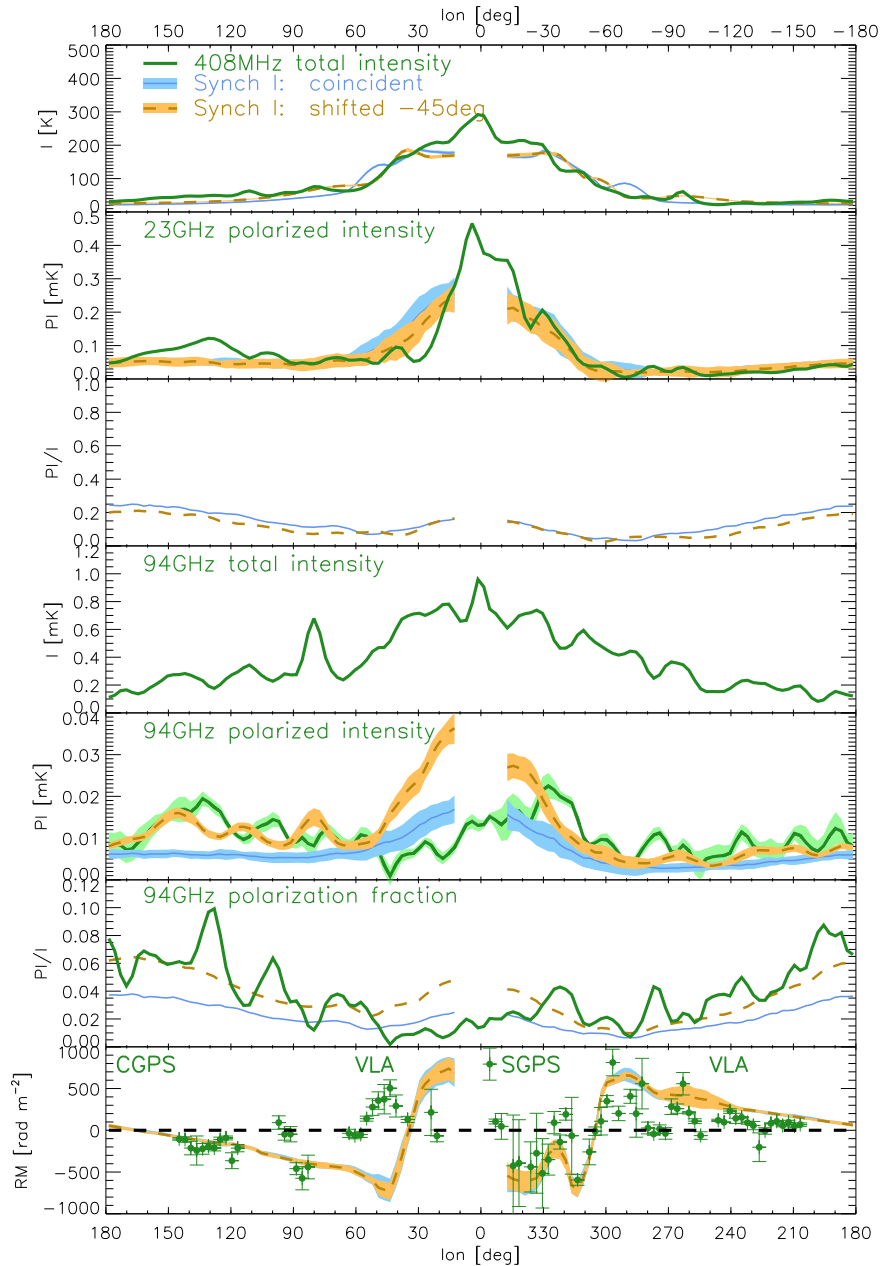 lon [deg]
180 150 120 90 60 30 0 −30 −60 −90 −120 −150 −180
500
400
300
200
100
0
I [K]
408MHz total intensity
Synch I: coincident
Synch I: shifted −45deg
0.5
0.4
0.3
0.2
0.1
0.0
PI [mK]
23GHz polarized intensity
1.0
0.8
0.6
0.4
0.2
0.0
PI/I
1.2
1.0
0.8
0.6
0.4
0.2
0.0
I [mK]
94GHz total intensity
0.04
0.03
0.02
0.01
0.00
PI [mK]
94GHz polarized intensity
0.12
0.10
0.08
0.06
0.04
0.02
0.00
PI/I
94GHz polarization fraction
1000
500
0
−500
−1000
RM [rad m−2]
CGPS VLA SGPS VLA
180 150 120 90 60 30 0 330 300 270 240 210 180
lon [deg]